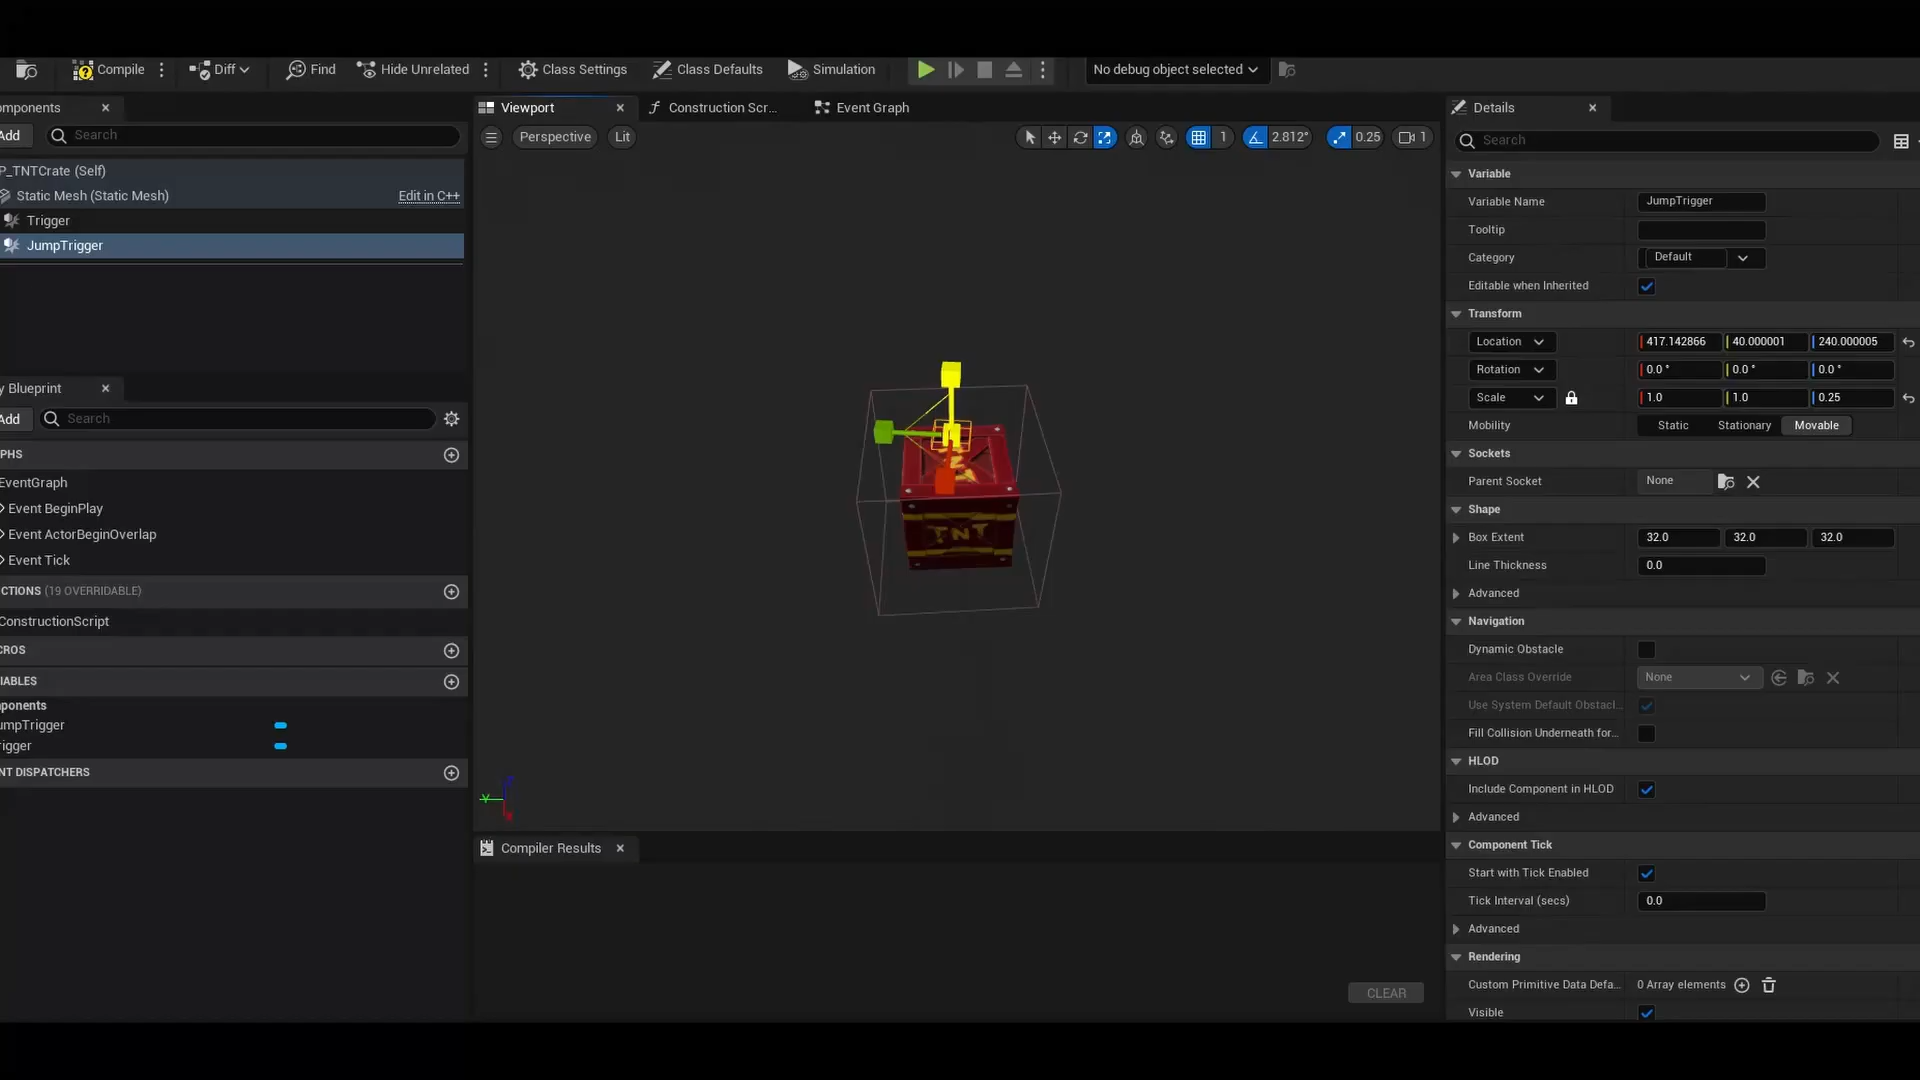 Compile
Diff
Find
Hide Unrelated
Class Settings
Class Defaults
Simulation
No debug object selected
omponents
Viewport
Construction Scr...
Event Graph
Details
Add
Search
Perspective
Lit
1
2.812°
0.25
1
Search
P_TNTCrate (Self)
Static Mesh (Static Mesh)
Edit in C++
Trigger
JumpTrigger
Variable
Variable Name
JumpTrigger
Tooltip
Category
Default
Editable when Inherited
Transform
Location
417.142866
40.000001
240.000005
Rotation
0.0 °
0.0 °
0.0 °
Scale
1.0
1.0
0.25
Mobility
Static
Stationary
Movable
Sockets
Parent Socket
None
Shape
Box Extent
32.0
32.0
32.0
Line Thickness
0.0
Advanced
Navigation
Dynamic Obstacle
Area Class Override
None
Use System Default Obstacl...
Fill Collision Underneath for...
HLOD
Include Component in HLOD
Advanced
Component Tick
Start with Tick Enabled
Tick Interval (secs)
0.0
Advanced
Rendering
Custom Primitive Data Defa...
0 Array elements
Visible
y Blueprint
Add
Search
PHS
EventGraph
Event BeginPlay
Event ActorBeginOverlap
Event Tick
CTIONS (19 OVERRIDABLE)
ConstructionScript
CROS
IABLES
ponents
umpTrigger
rigger
NT DISPATCHERS
TNT
Y
Compiler Results
CLEAR